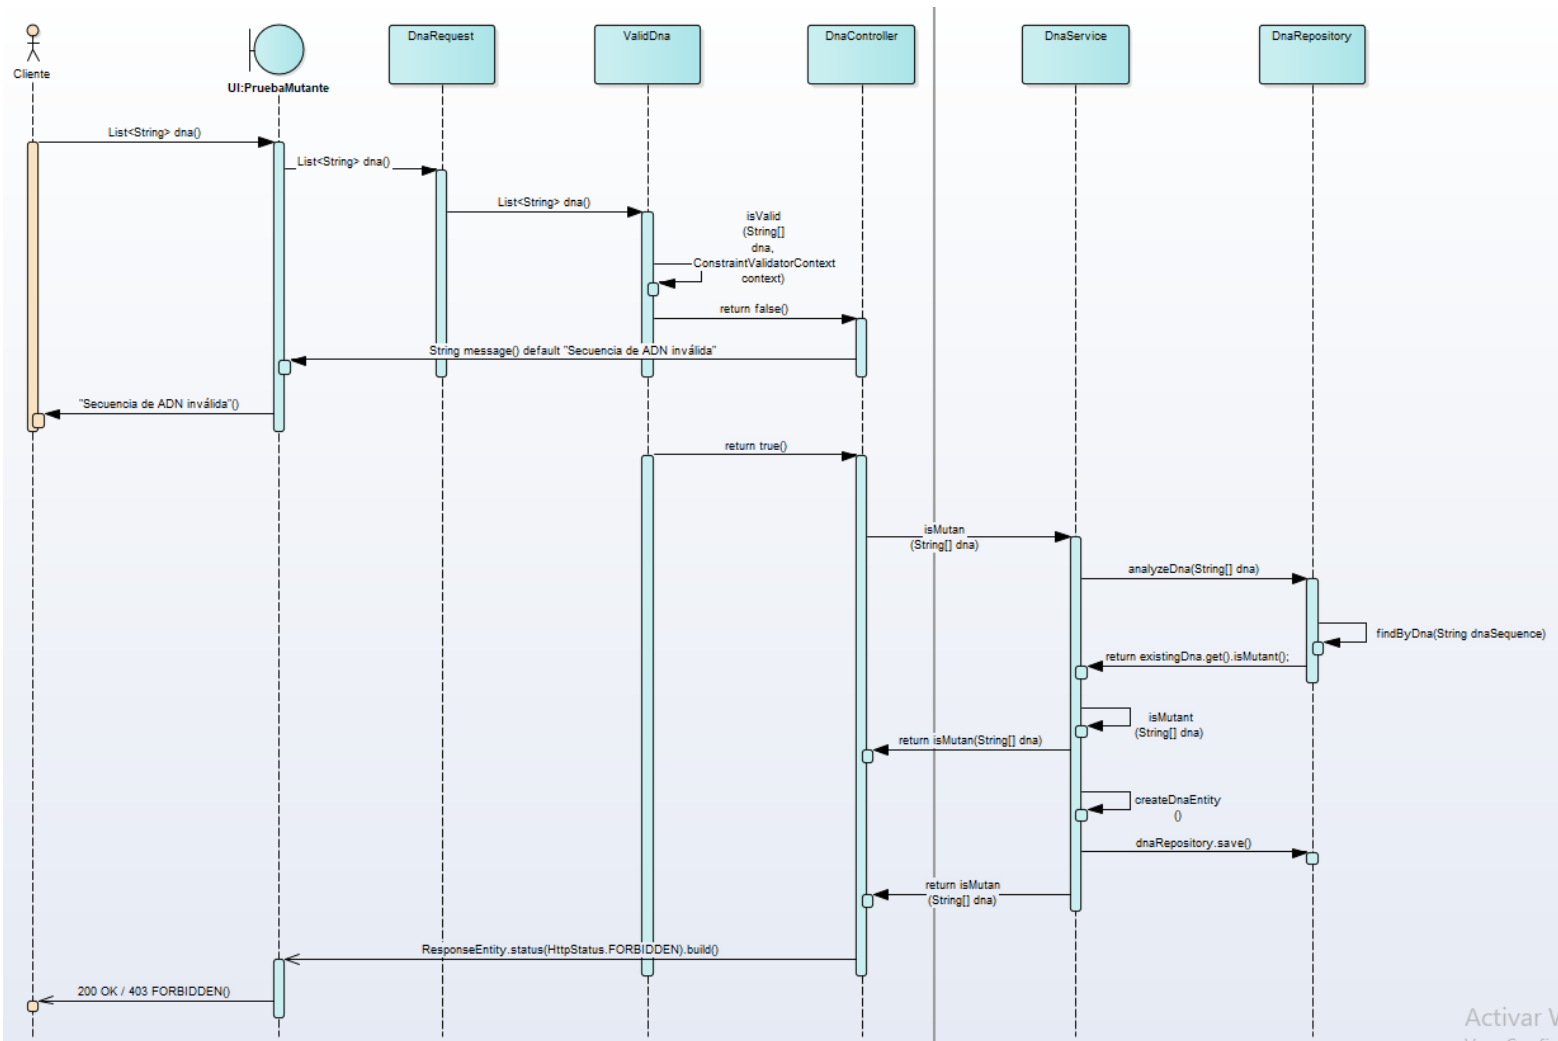 Cliente
UI:PruebaMutante
DnaRequest
ValidDna
DnaController
DnaService
DnaRepository
List<String> dna()
List<String> dna()
List<String> dna()
isValid
(String[]
dna,
ConstraintValidatorContext
context)
return false()
String message() default "Secuencia de ADN inválida"
"Secuencia de ADN inválida"()
return true()
isMutan
(String[] dna)
analyzeDna(String[] dna)
findByDna(String dnaSequence)
return existingDna.get().isMutant();
isMutant
(String[] dna)
return isMutan(String[] dna)
createDnaEntity
()
dnaRepository.save()
return isMutan
(String[] dna)
ResponseEntity.status(HttpStatus.FORBIDDEN).build()
200 OK / 403 FORBIDDEN()
Activar